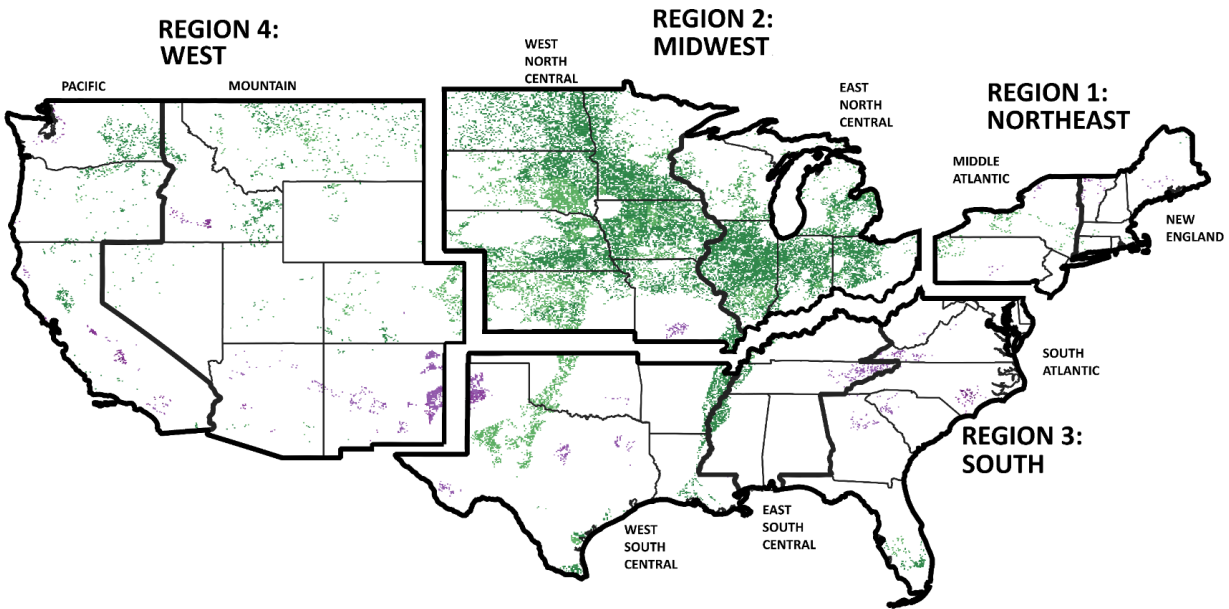 REGION 4:
WEST
PACIFIC
MOUNTAIN
REGION 2:
MIDWEST
WEST
NORTH
CENTRAL
EAST
NORTH
CENTRAL
REGION 1:
NORTHEAST
MIDDLE
ATLANTIC
NEW
ENGLAND
SOUTH
ATLANTIC
REGION 3:
SOUTH
EAST
SOUTH
CENTRAL
WEST
SOUTH
CENTRAL